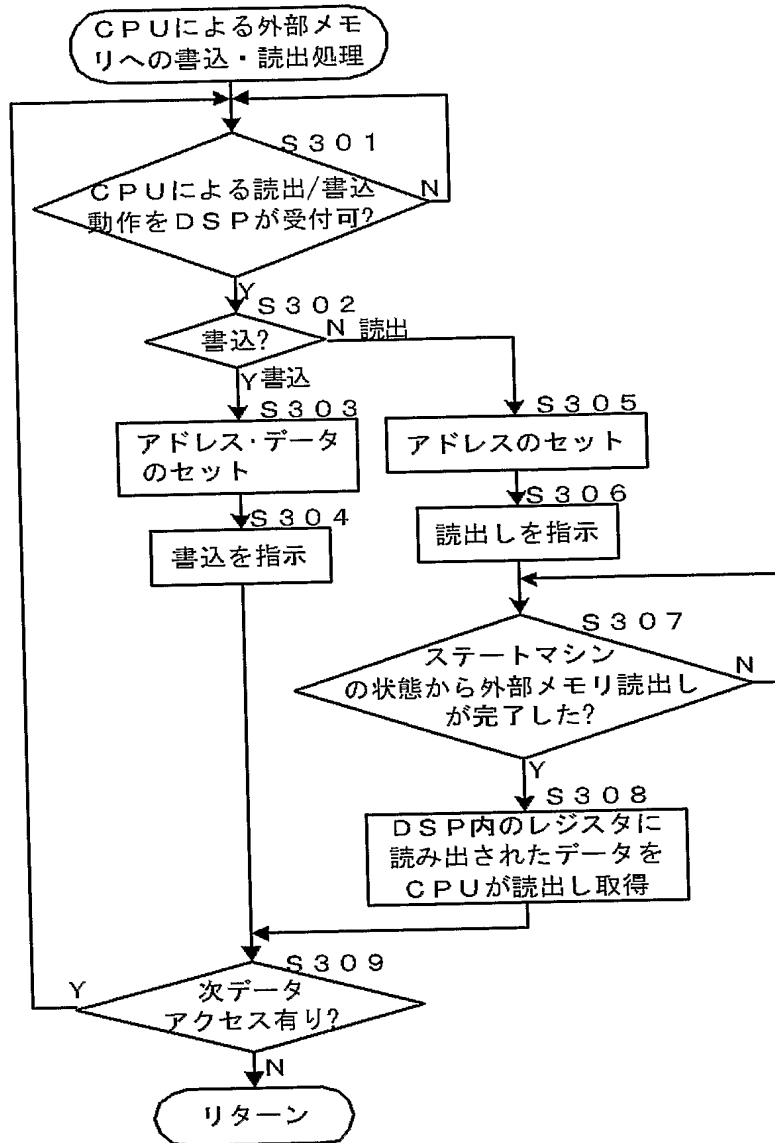 CPUによる外部メモ
リへの書込・読出処理
S301
CPUによる読出/書込
動作をDSPが受付可?
N
Y
S302
書込?
N 読出
Y 書込
S303
アドレス・データ
のセット
S304
書込を指示
S305
アドレスのセット
S306
読出しを指示
S307
ステートマシン
の状態から外部メモリ読出し
が完了した?
N
Y
S308
DSP内のレジスタに
読み出されたデータを
CPUが読出し取得
S309
次データ
アクセス有り?
Y
N
リターン